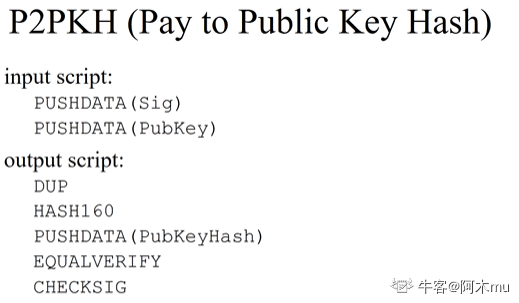 P2PKH (Pay to Public Key Hash)
input script:
PUSHDATA(Sig)
PUSHDATA(PubKey)
output script:
DUP
HASH160
PUSHDATA(PubKeyHash)
EQUALVERIFY
CHECKSIG
牛客@阿木mu